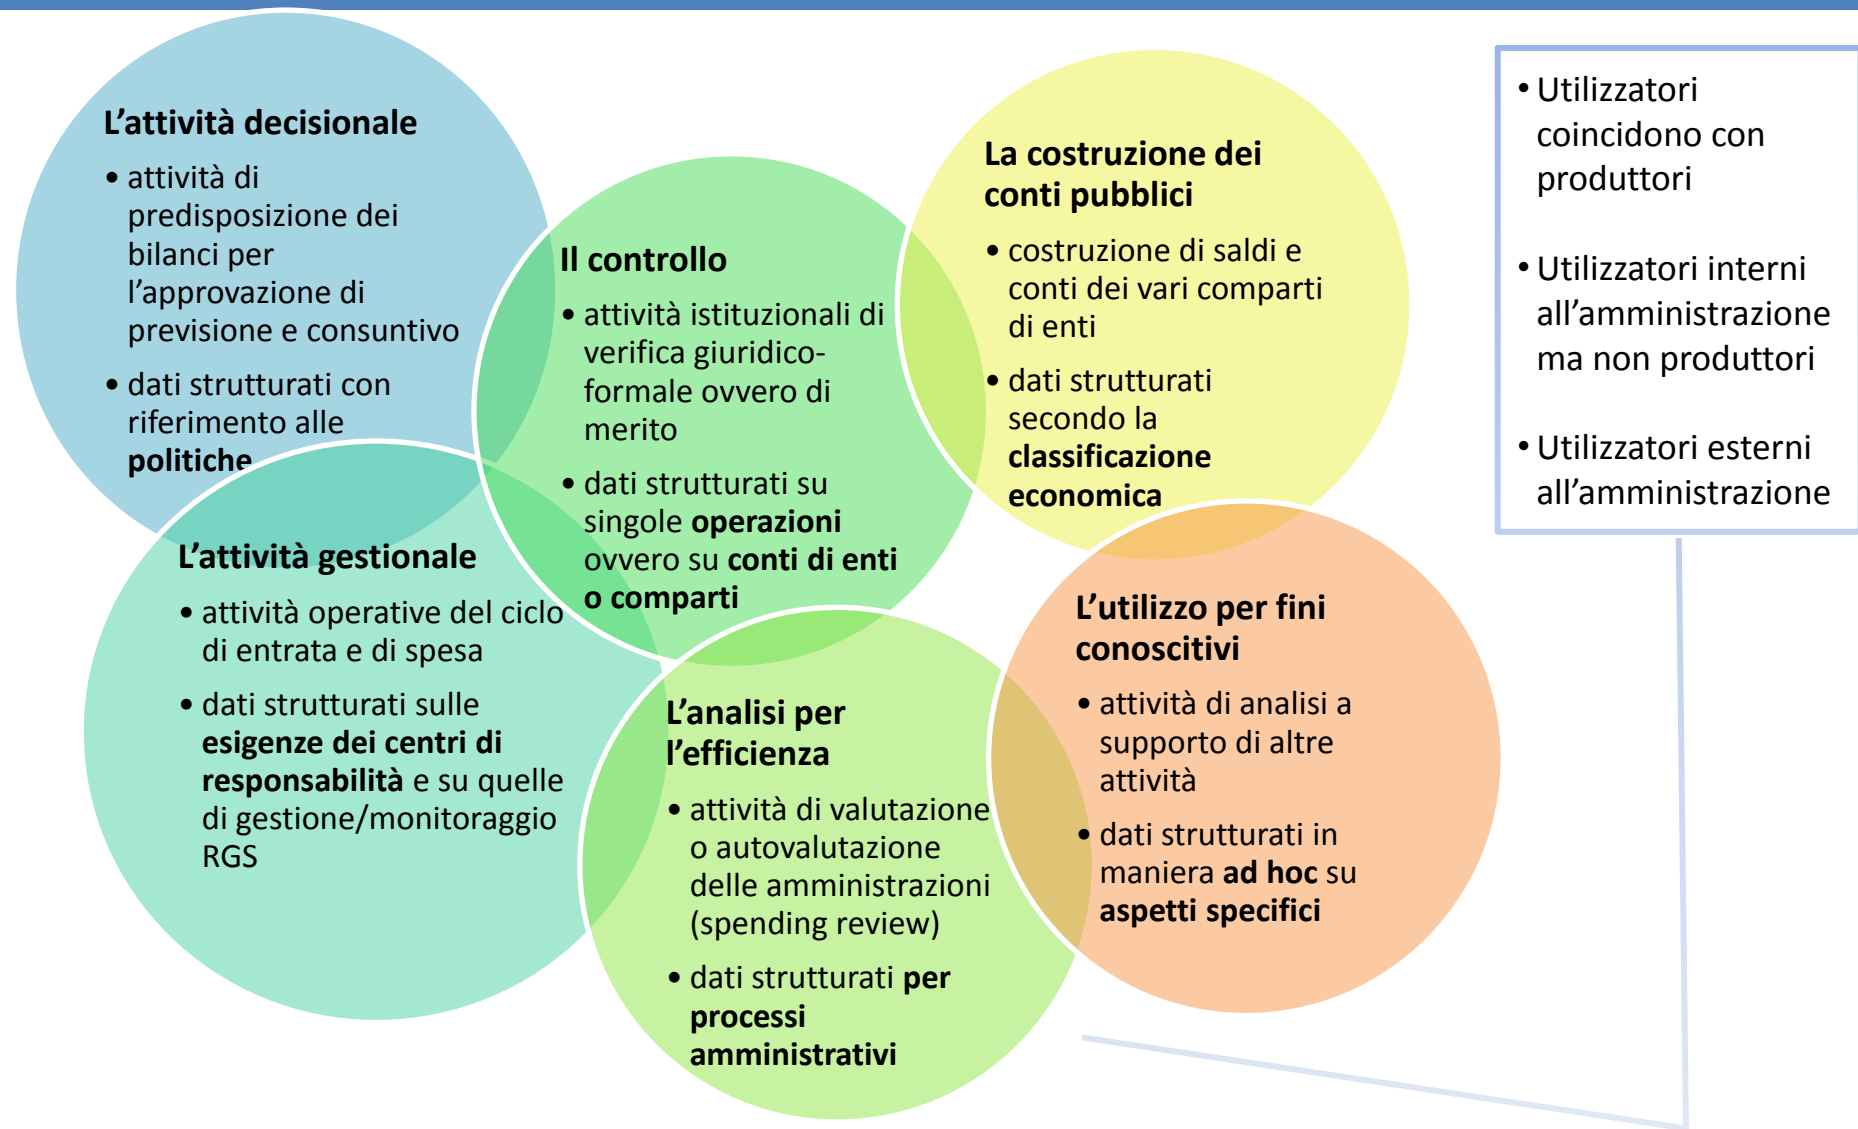 L’attività decisionale
• attività di
predisposizione dei
bilanci per
l’approvazione di
previsione e consuntivo
• dati strutturati con
riferimento alle
politiche
Il controllo
• attività istituzionali di
verifica giuridico-
formale ovvero di
merito
• dati strutturati su
singole operazioni
ovvero su conti di enti
o comparti
La costruzione dei
conti pubblici
• costruzione di saldi e
conti dei vari comparti
di enti
• dati strutturati
secondo la
classificazione
economica
L’attività gestionale
• attività operative del ciclo
di entrata e di spesa
• dati strutturati sulle
esigenze dei centri di
responsabilità e su quelle
di gestione/monitoraggio
RGS
L’analisi per
l’efficienza
• attività di valutazione
o autovalutazione
delle amministrazioni
(spending review)
• dati strutturati per
processi
amministrativi
L’utilizzo per fini
conoscitivi
• attività di analisi a
supporto di altre
attività
• dati strutturati in
maniera ad hoc su
aspetti specifici
• Utilizzatori
coincidono con
produttori
• Utilizzatori interni
all’amministrazione
ma non produttori
• Utilizzatori esterni
all’amministrazione